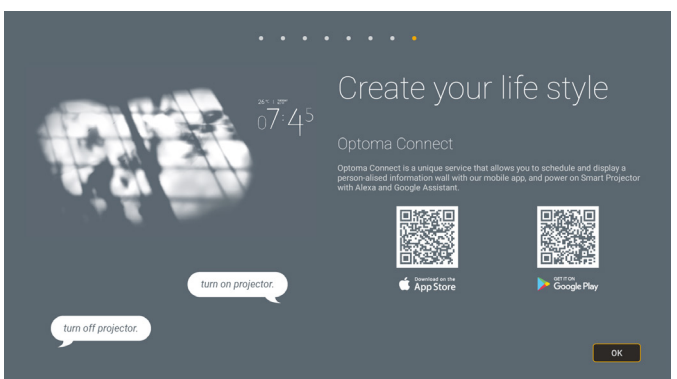 Create your life style
26°C | 27°F
07:45
Optoma Connect
Optoma Connect is a unique service that allows you to schedule and display a
person-alised information wall with our mobile app, and power on Smart Projector
with Alexa and Google Assistant.
Download on the
App Store
GET IT ON
Google Play
turn on projector.
turn off projector.
OK